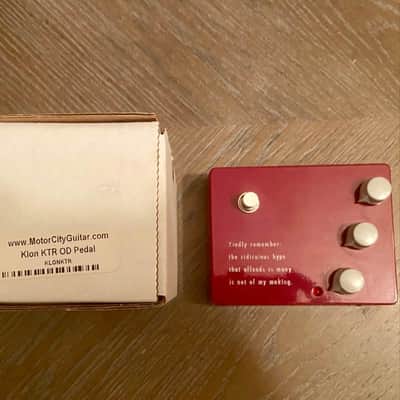 www.MotorCityGuitar.com
Klon KTR OD Pedal
KLONKTR
Kindly remember:
the ridiculous hype
that offends so many
is not of my making.